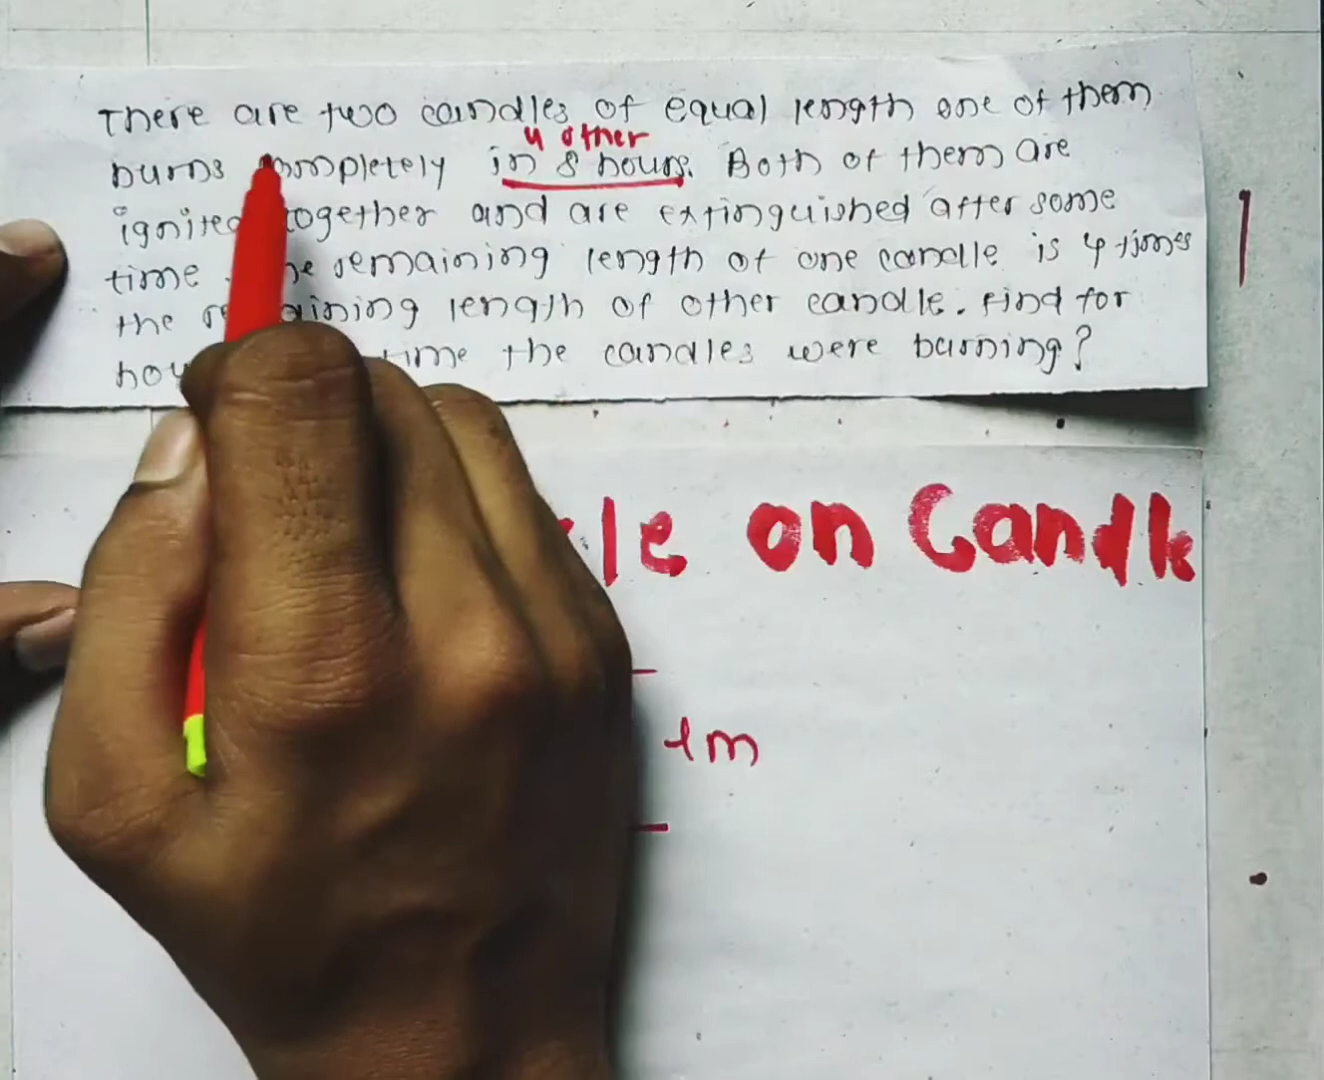 There are two candles of equal length one of them
4 other
burns completely in 8 hours. Both of them are
ignited together and are extinguished after some
time. remaining length of one candle is 4 times
the length of other candle. Find for
time the candles were burning?
on Candle
1m